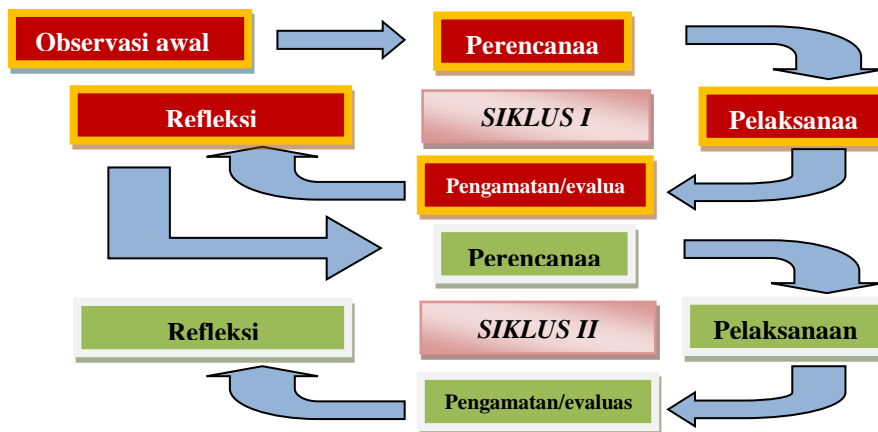 Observasi awal
Perencanaa
Refleksi
SIKLUS I
Pelaksanaa
Pengamatan/evalua
Perencanaa
Refleksi
SIKLUS II
Pelaksanaan
Pengamatan/evaluas